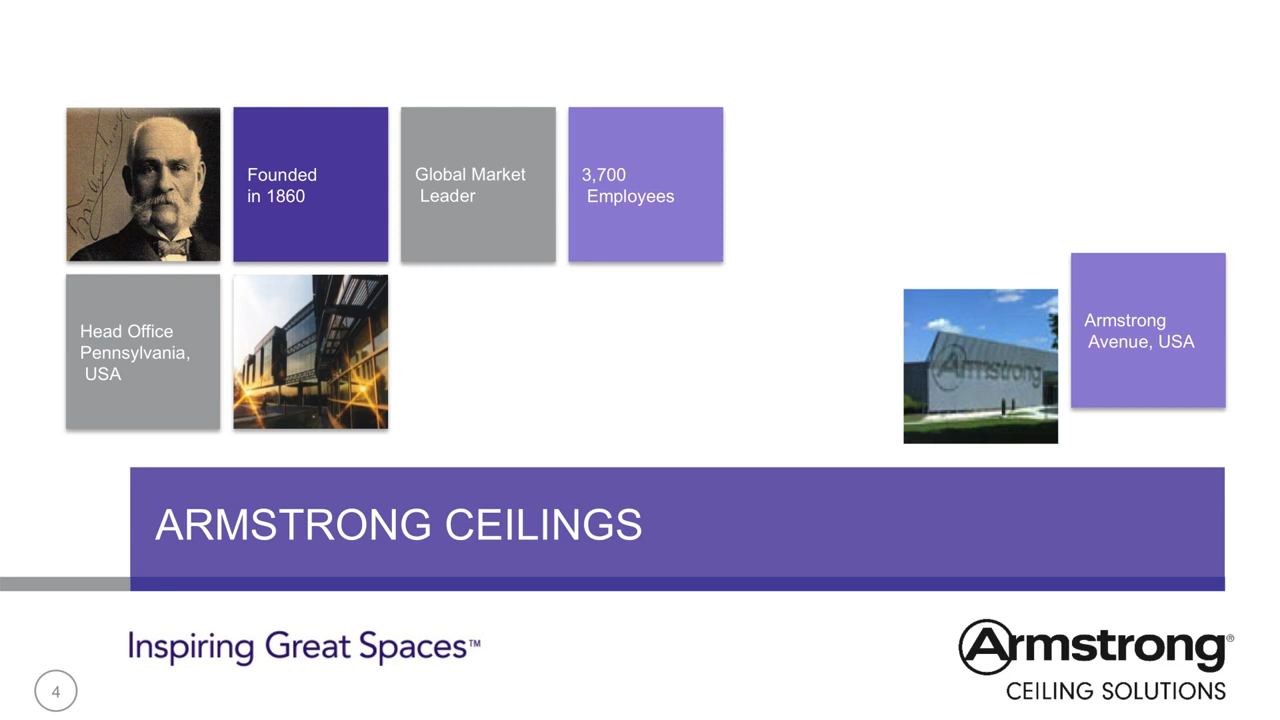 Founded
in 1860
Global Market
Leader
3,700
Employees
Head Office
Pennsylvania,
USA
Armstrong
Armstrong
Avenue, USA
ARMSTRONG CEILINGS
Inspiring Great Spaces™
Armstrong®
CEILING SOLUTIONS
4